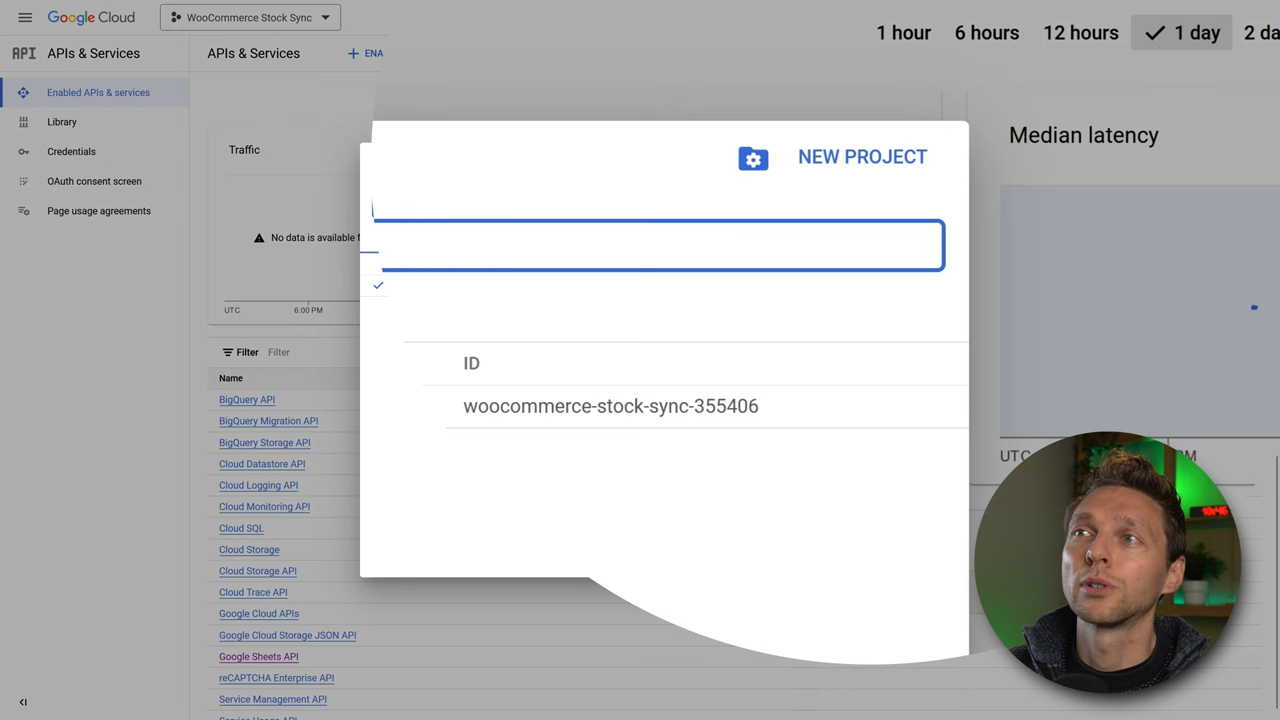 Google Cloud
WooCommerce Stock Sync
1 hour
6 hours
12 hours
1 day
2 da
API
APIs & Services
APIs & Services
ENA
Enabled APIs & services
Library
Credentials
OAuth consent screen
Page usage agreements
Traffic
No data is available f
UTC
6:00 PM
NEW PROJECT
ID
woocommerce-stock-sync-355406
Median latency
UTC
PM
10:46
Filter
Filter
Name
BigQuery API
BigQuery Migration API
BigQuery Storage API
Cloud Datastore API
Cloud Logging API
Cloud Monitoring API
Cloud SQL
Cloud Storage
Cloud Storage API
Cloud Trace API
Google Cloud APIs
Google Cloud Storage JSON API
Google Sheets API
reCAPTCHA Enterprise API
Service Management API